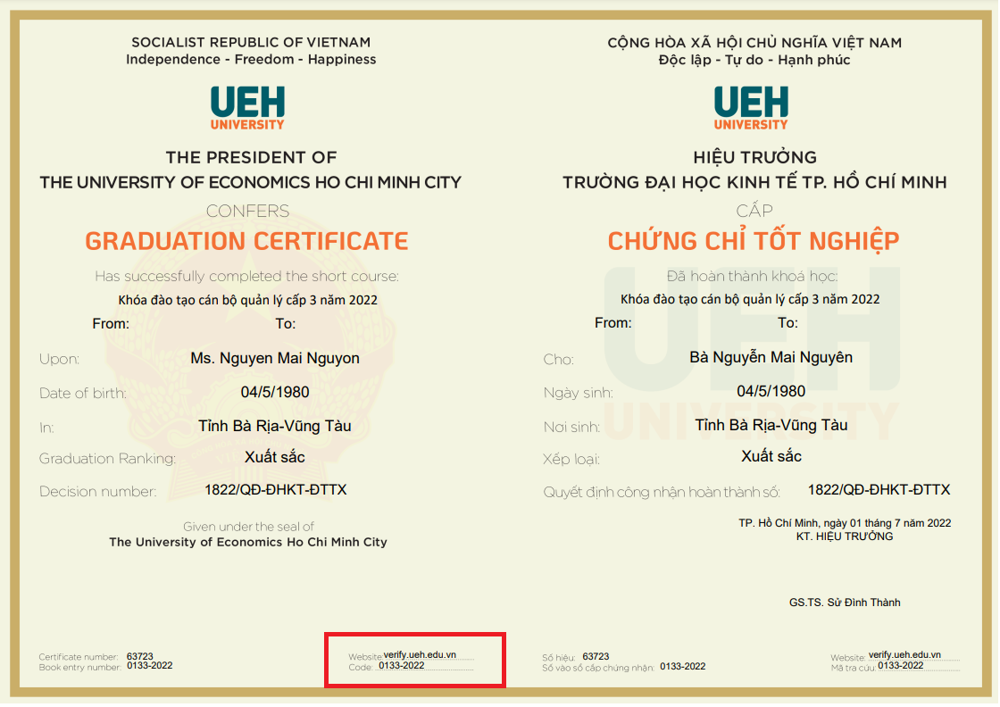 SOCIALIST REPUBLIC OF VIETNAM
Independence - Freedom - Happiness
UEH
UNIVERSITY
THE PRESIDENT OF
THE UNIVERSITY OF ECONOMICS HO CHI MINH CITY
CONFERS
GRADUATION CERTIFICATE
Has successfully completed the short course:
Khóa đào tạo cán bộ quản lý cấp 3 năm 2022
From: To:
Upon: Ms. Nguyen Mai Nguyon
Date of birth: 04/5/1980
In: Tỉnh Bà Rịa-Vũng Tàu
Graduation Ranking: Xuất sắc
Decision number: 1822/QĐ-ĐHKT-ĐTTX
Given under the seal of
The University of Economics Ho Chi Minh City
Certificate number: 63723
Book entry number: 0133-2022
Website: verify.ueh.edu.vn
Code: 0133-2022
CỘNG HÒA XÃ HỘI CHỦ NGHĨA VIỆT NAM
Độc lập - Tự do - Hạnh phúc
UEH
UNIVERSITY
HIỆU TRƯỞNG
TRƯỜNG ĐẠI HỌC KINH TẾ TP. HỒ CHÍ MINH
CẤP
CHỨNG CHỈ TỐT NGHIỆP
Đã hoàn thành khoá học:
Khóa đào tạo cán bộ quản lý cấp 3 năm 2022
From: To:
Cho: Bà Nguyễn Mai Nguyên
Ngày sinh: 04/5/1980
Nơi sinh: Tỉnh Bà Rịa-Vũng Tàu
Xếp loại: Xuất sắc
Quyết định công nhận hoàn thành số: 1822/QĐ-ĐHKT-ĐTTX
UEH
UNIVERSITY
TP. Hồ Chí Minh, ngày 01 tháng 7 năm 2022
KT. HIỆU TRƯỞNG
GS.TS. Sử Đình Thành
Số hiệu: 63723
Số vào sổ cấp chứng nhận: 0133-2022
Website: verify.ueh.edu.vn
Mã tra cứu: 0133-2022